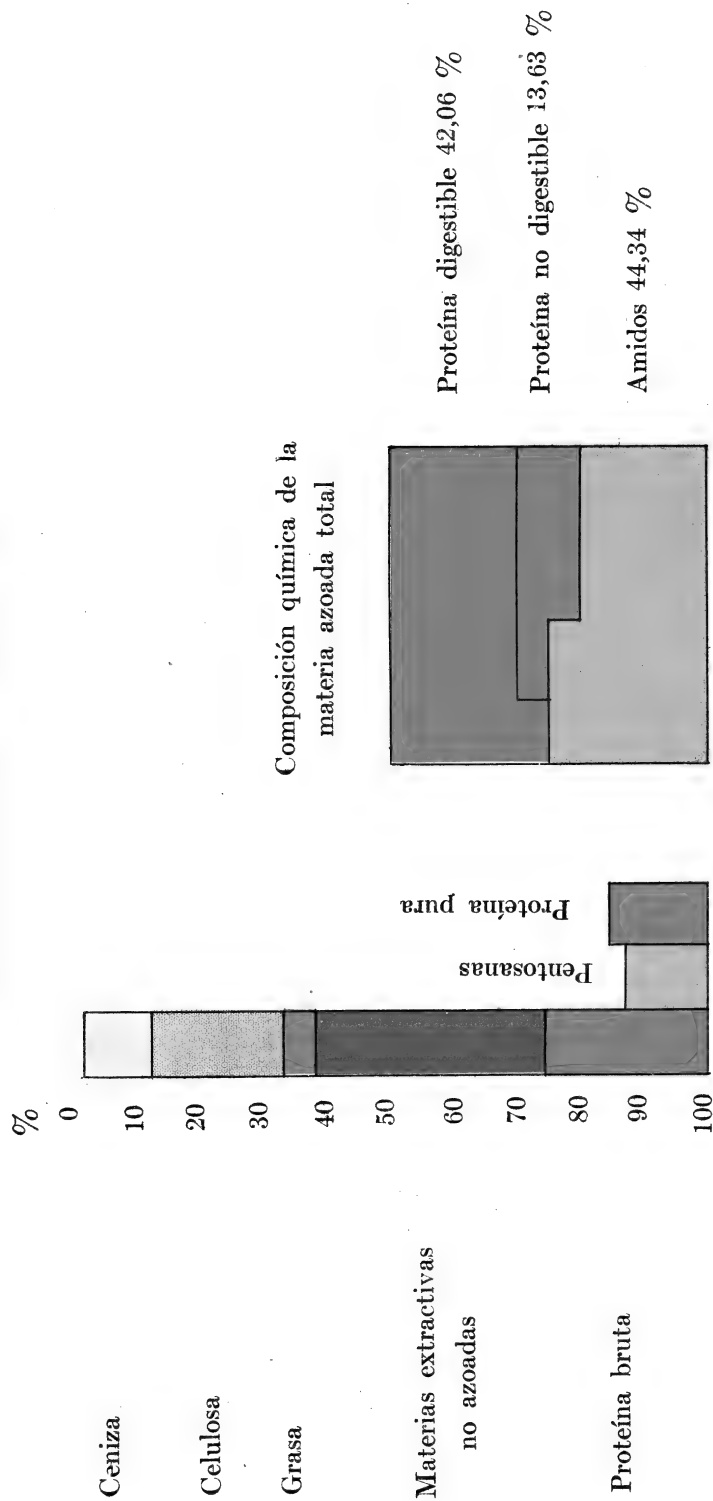 Ceniza
Celulosa
Grasa
Materias extractivas
no azoadas
Proteína bruta
%
0
10
20
30
40
50
60
70
80
90
100
Pentosanas
Proteína pura
Composición química de la
materia azoada total
Proteína digestible 42,06 %
Proteína no digestible 13,63 %
Amidos 44,34 %